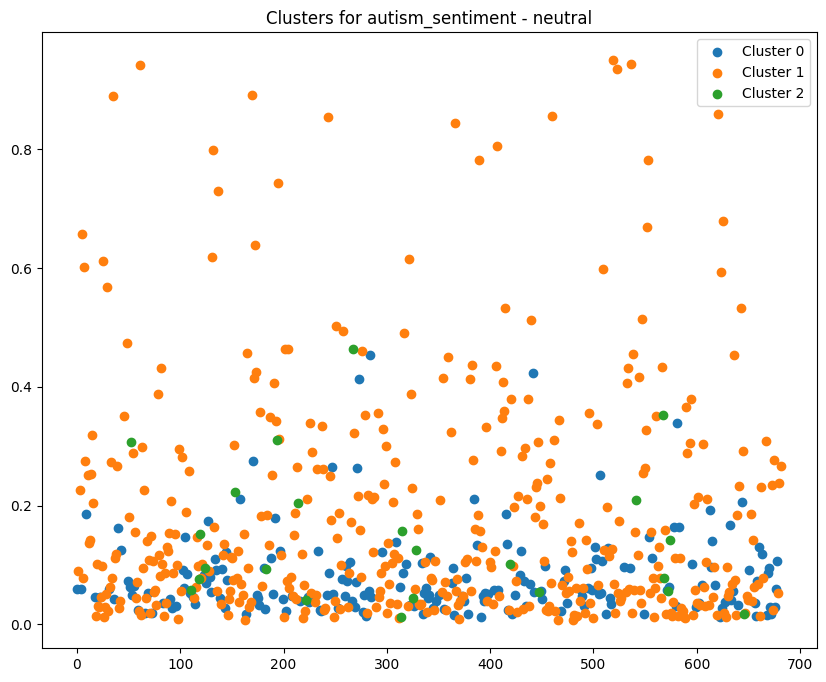 Clusters for autism_sentiment - neutral
Cluster 0
Cluster 1
Cluster 2
0.8
0.6
0.4
0.2
0.0
0 100 200 300 400 500 600 700